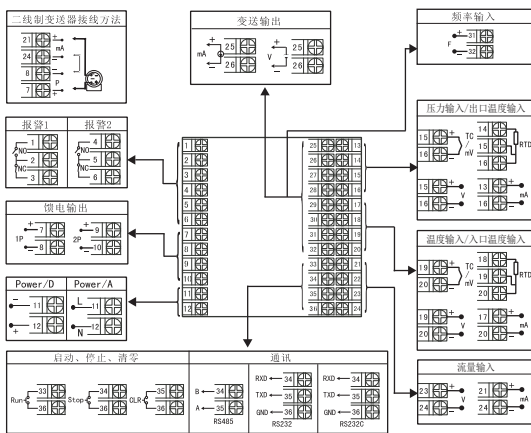 二线制变送器接线方法
21 + mA
24 −
8 − P
7 +
变送输出
mA + 25 V + 25
− 26 − 26
频率输入
F + 31
− 32
报警1 报警2
1 4
NO NO
2 5
NC NC
3 6
馈电输出
1P + 7 2P + 9
− 8 − 10
Power/D Power/A
− 11 L 11
+ 12 N 12
1
2
3
4
5
6
7
8
9
10
11
12
25 13
26 14
27 15
28 16
29 17
30 18
31 19
32 20
33 21
34 22
35 23
36 24
压力输入/出口温度输入
15 + TC / mV 14 RTD
16 − 15
16
15 + V 13 + mA
16 − 16 −
温度输入/入口温度输入
19 + TC / mV 18 RTD
20 − 19
20
19 + V 17 + mA
20 − 20 −
流量输入
23 + V 21 + mA
24 − 24 −
启动、停止、清零
Run 33 Stop 34 CLR 35
36 36 36
通讯
B 34 RXD 34 RXD 34
A 35 TXD 35 TXD 35
GND 36 GND 36
RS485 RS232 RS232C